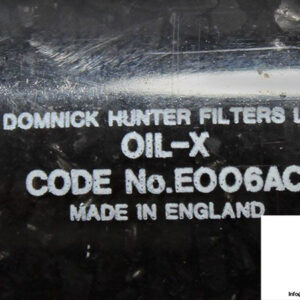 DOMNICK HUNTER FILTERS L
OIL-X
CODE No.E006AC
MADE IN ENGLAND